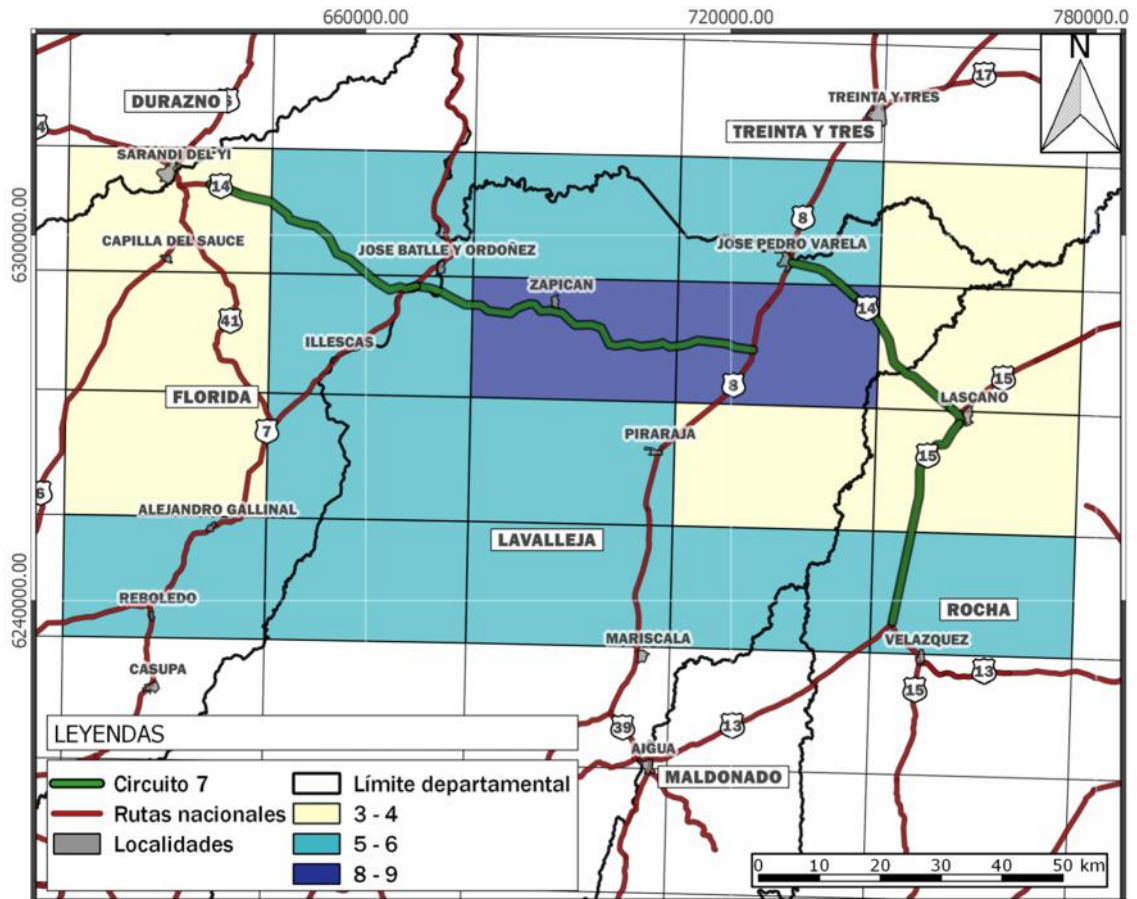 660000.00
720000.00
780000.0
N
17
TREINTA Y TRES
DURAZNO
TREINTA Y TRES
4
SARANDI DEL YI
14
8
6300000.00
CAPILLA DEL SAUCE
JOSE BATLLE Y ORDOÑEZ
JOSE PEDRO VARELA
ZAPICAN
14
41
ILLESCAS
15
8
FLORIDA
LASCANO
7
PIRARAJA
15
6
ALEJANDRO GALLINAL
LAVALLEJA
6240000.00
REBOLEDO
ROCHA
MARISCALA
VELAZQUEZ
CASUPA
13
15
39
13
AIGUA
MALDONADO
LEYENDAS
Circuito 7
Límite departamental
Rutas nacionales
3 - 4
Localidades
5 - 6
8 - 9
0 10 20 30 40 50 km